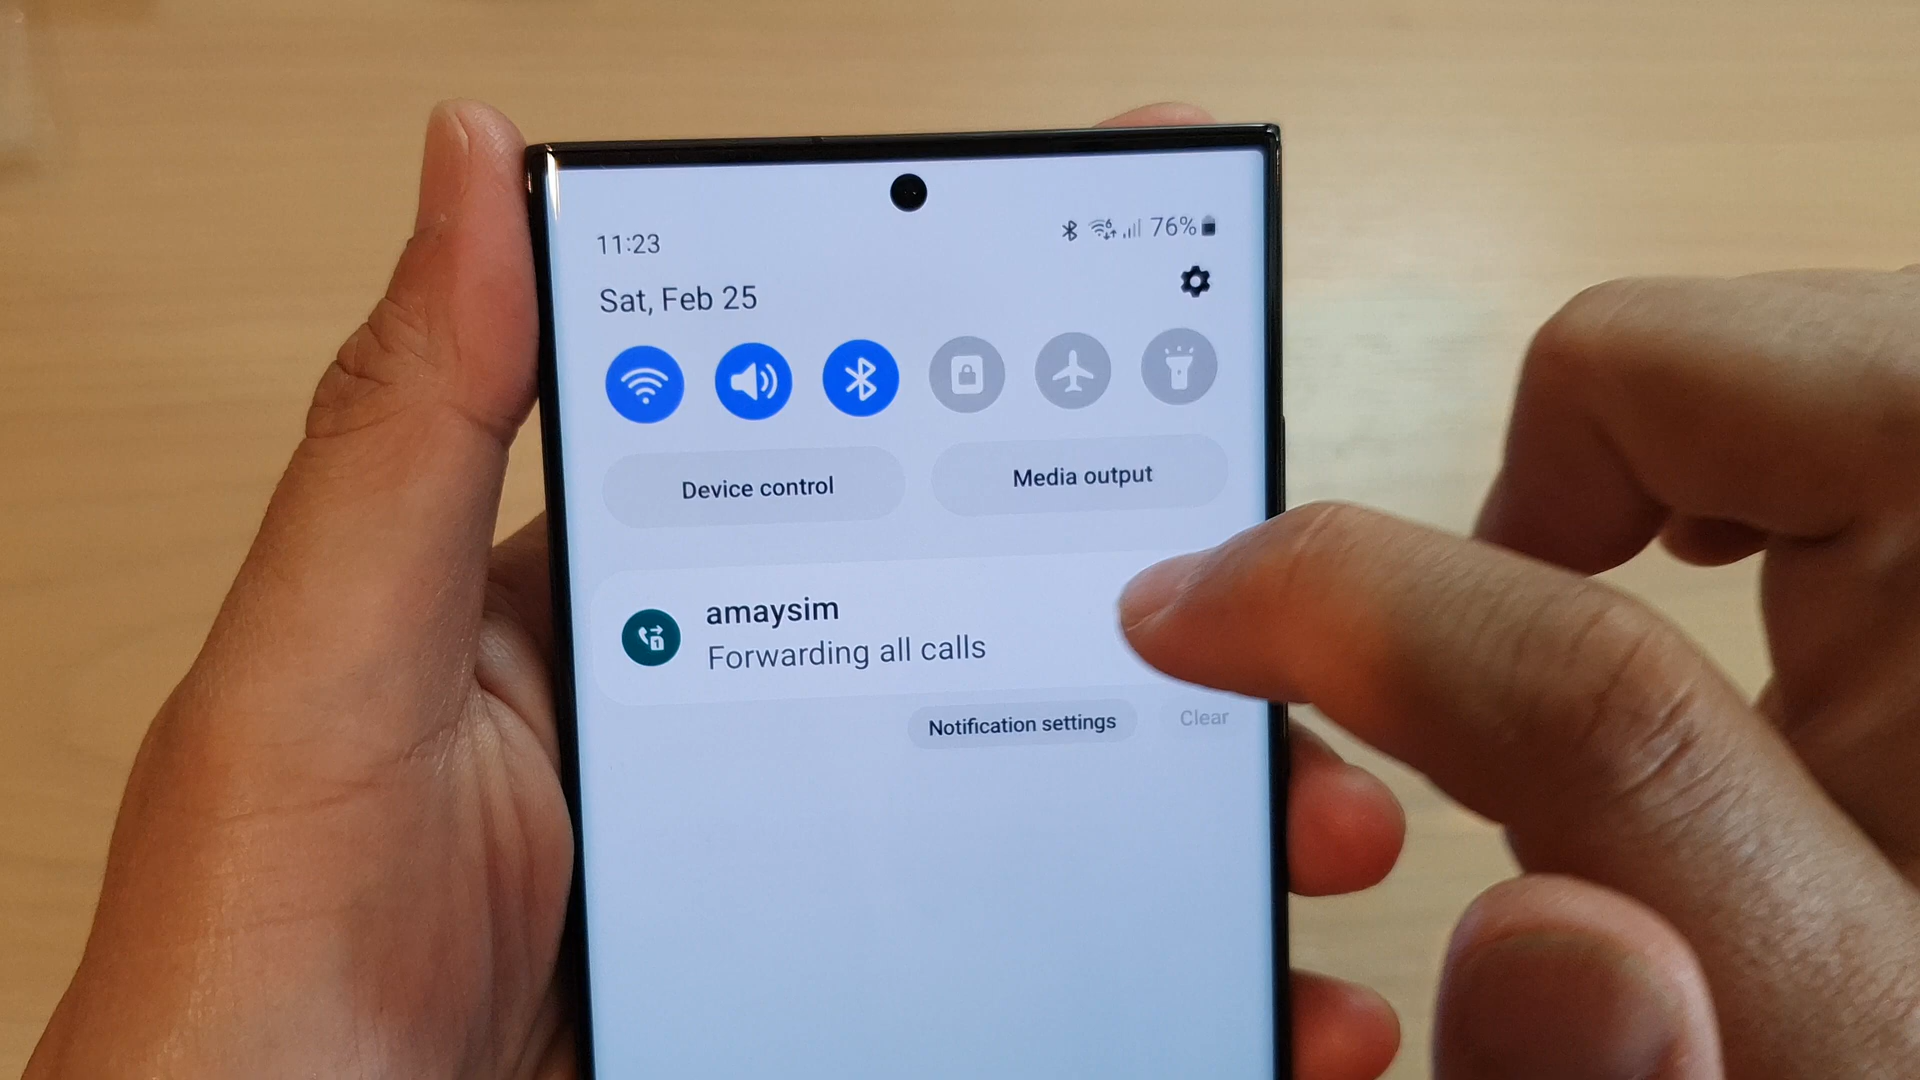 11:23
76%
Sat, Feb 25
Device control
Media output
amaysim
Forwarding all calls
Notification settings
Clear